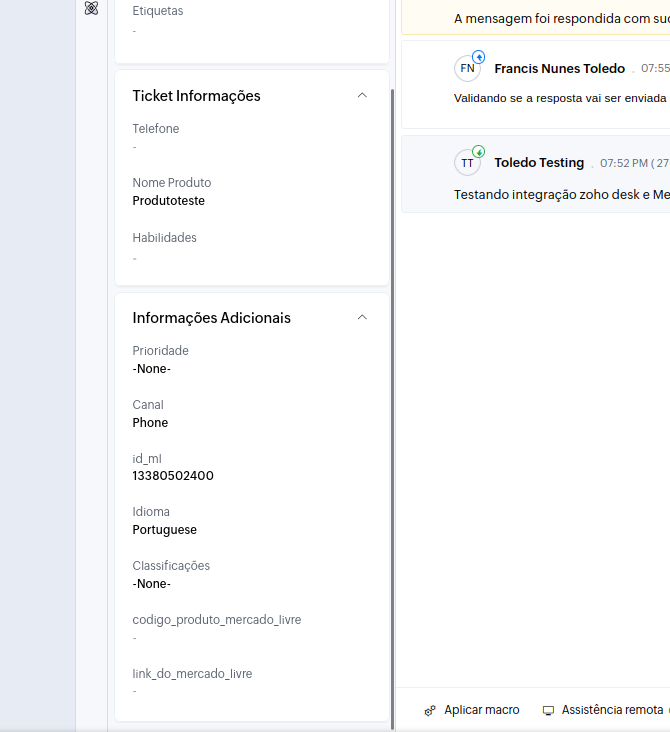 Etiquetas
-
Ticket Informações
Telefone
-
Nome Produto
Produtoteste
Habilidades
-
Informações Adicionais
Prioridade
-None-
Canal
Phone
id_ml
13380502400
Idioma
Portuguese
Classificações
-None-
codigo_produto_mercado_livre
-
link_do_mercado_livre
-
A mensagem foi respondida com
FN Francis Nunes Toledo . 07:55
Validando se a resposta vai ser enviada
TT Toledo Testing . 07:52 PM ( 27
Testando integração zoho desk e
Aplicar macro Assistência remota